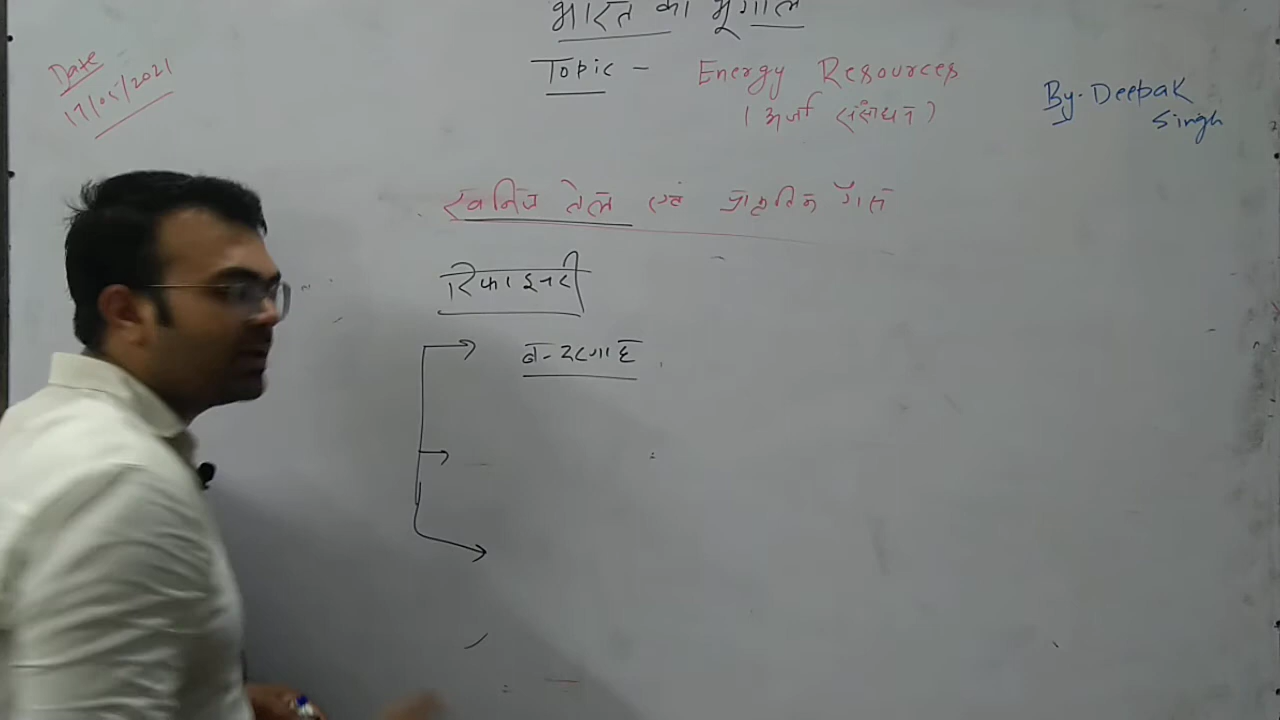 भारत का भूगोल
Date
17/05/2021
Topic - Energy Resources
(ऊर्जा संसाधन)
By. Deepak
Singh
खनिज तेल एवं प्राकृतिक गैस
रिफाइनरी
बन्दरगाह